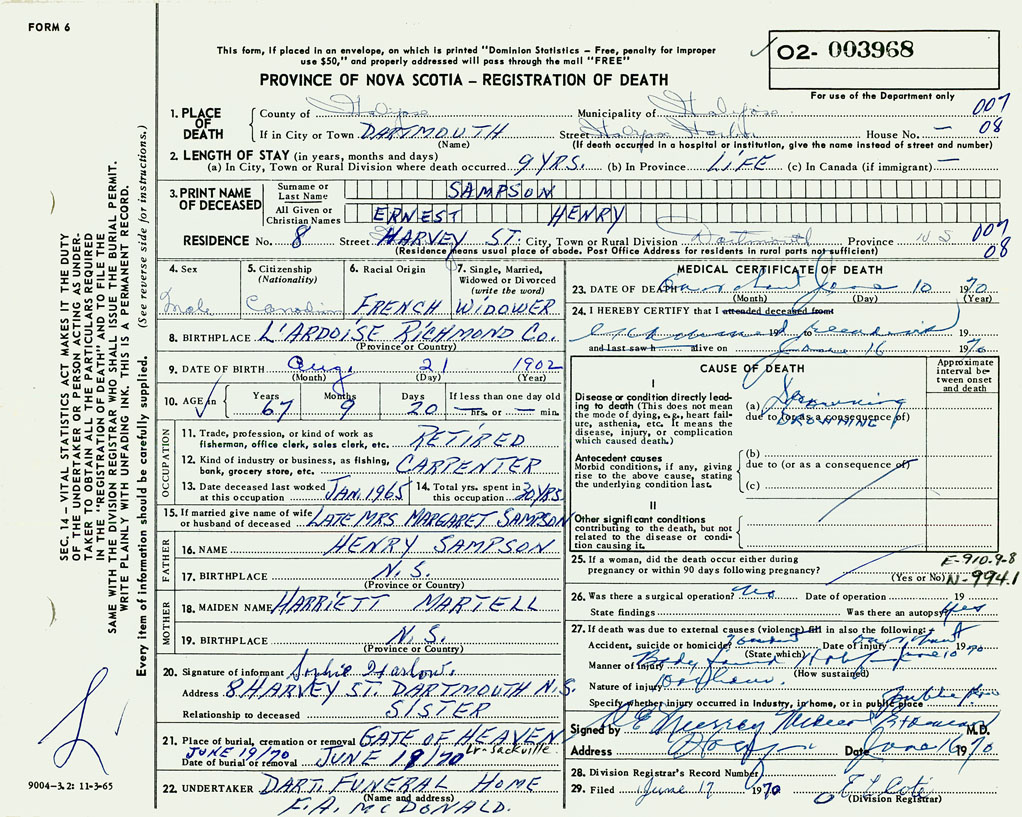 FORM 6
This form, if placed in an envelope, on which is printed "Dominion Statistics – Free, penalty for improper
use $50," and properly addressed will pass through the mail "FREE"
02- 003968
For use of the Department only
PROVINCE OF NOVA SCOTIA – REGISTRATION OF DEATH
1. PLACE OF DEATH
County of Halifax Municipality of Halifax 007
If in City or Town DARTMOUTH Street Halifax Harbor House No. – 08
(Name) (If death occurred in a hospital or institution, give the name instead of street and number)
2. LENGTH OF STAY (in years, months and days)
(a) In City, Town or Rural Division where death occurred 9 YRS. (b) In Province LIFE (c) In Canada (if immigrant) –
3. PRINT NAME OF DECEASED
Surname or Last Name SAMPSON
All Given or Christian Names ERNEST HENRY
RESIDENCE No. 8 Street HARVEY ST. City, Town or Rural Division Dartmouth Province N S 007
(Residence means usual place of abode. Post Office Address for residents in rural parts not sufficient) 08
4. Sex 5. Citizenship (Nationality) 6. Racial Origin 7. Single, Married, Widowed or Divorced (write the word)
Male Canadian FRENCH WIDOWER
8. BIRTHPLACE L'ARDOISE RICHMOND CO.
(Province or Country)
9. DATE OF BIRTH Aug. 21 1902
(Month) (Day) (Year)
10. AGE in Years Months Days If less than one day old
67 9 20 – hrs. or – min.
OCCUPATION
11. Trade, profession, or kind of work as
fisherman, office clerk, sales clerk, etc. RETIRED
12. Kind of industry or business, as fishing,
bank, grocery store, etc. CARPENTER
13. Date deceased last worked
at this occupation JAN. 1965
14. Total yrs. spent in
this occupation 30 YRS
15. If married give name of wife
or husband of deceased LATE MRS MARGARET SAMPSON
FATHER
16. NAME HENRY SAMPSON
17. BIRTHPLACE N.S.
(Province or Country)
MOTHER
18. MAIDEN NAME HARRIETT MARTELL
19. BIRTHPLACE N.S.
(Province or Country)
20. Signature of informant Sophie
Address 8 HARVEY ST. DARTMOUTH N.S.
Relationship to deceased SISTER
21. Place of burial, cremation or removal GATE OF HEAVEN
Lr. Sackville
Date of burial or removal JUNE 18/70
22. UNDERTAKER DART. FUNERAL HOME
(Name and address)
F.A. McDONALD.
MEDICAL CERTIFICATE OF DEATH
23. DATE OF DEATH June 10 1970
(Month) (Day) (Year)
24. I HEREBY CERTIFY that I attended deceased from
19 to 19
and last saw h alive on 16 1970
CAUSE OF DEATH
Approximate interval between onset and death
I
Disease or condition directly leading
to death (This does not mean
the mode of dying, e.g., heart failure,
asthenia, etc. It means the
disease, injury, or complication
which caused death.)
(a) Drowning
due to (or as a consequence of)
DROWNING
Antecedent causes
Morbid conditions, if any, giving
rise to the above cause, stating
the underlying condition last.
(b)
due to (or as a consequence of)
(c)
II
Other significant conditions
contributing to the death, but not
related to the disease or condition
causing it.
25. If a woman, did the death occur either during
pregnancy or within 90 days following pregnancy?
(Yes or No)
E-910.9-8
N-994.1
26. Was there a surgical operation? No Date of operation 19
State findings Was there an autopsy? Yes
27. If death was due to external causes (violence) fill in also the following:
Accident, suicide or homicide? Date of injury June 10 1970
(State which)
Manner of injury Body found
(How sustained)
Nature of injury
Specify whether injury occurred in Industry, in home, or in public place
Signed by M.D.
Address Date June 16 1970
28. Division Registrar's Record Number
29. Filed June 17 1970
(Division Registrar)
SEC. 14 – VITAL STATISTICS ACT MAKES IT THE DUTY
OF THE UNDERTAKER OR PERSON ACTING AS UNDER-
TAKER TO OBTAIN ALL THE PARTICULARS REQUIRED
IN THE "REGISTRATION OF DEATH" AND TO FILE THE
SAME WITH THE DIVISION REGISTRAR WHO SHALL ISSUE THE BURIAL PERMIT.
WRITE PLAINLY WITH UNFADING INK. THIS IS A PERMANENT RECORD.
Every item of information should be carefully supplied. (See reverse side for instructions.)
9004-3.2: 11-3-65